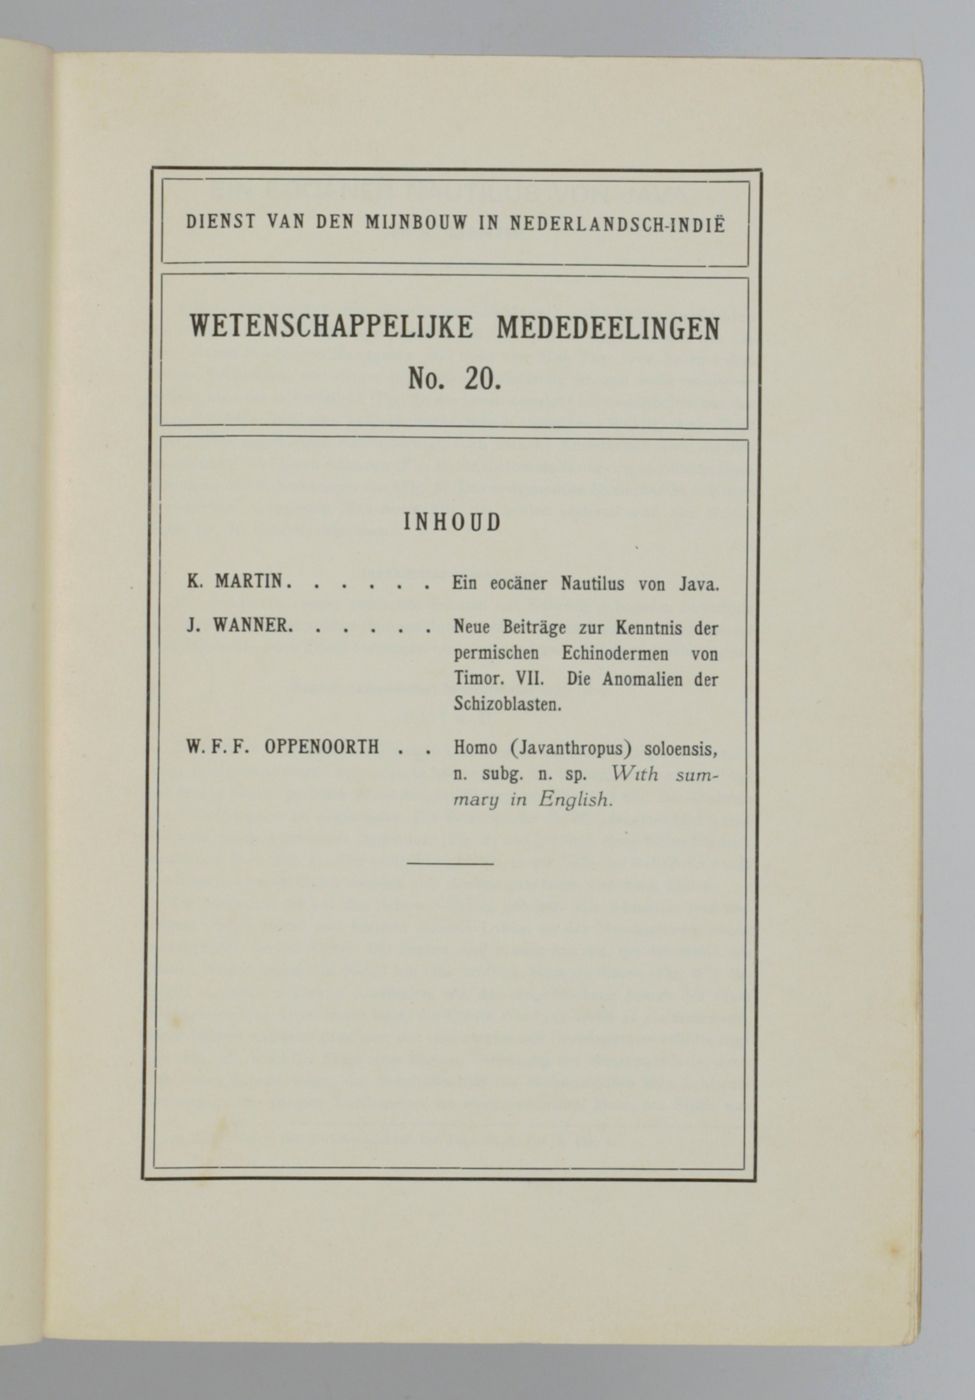 DIENST VAN DEN MIJNBOUW IN NEDERLANDSCH-INDIË
WETENSCHAPPELIJKE MEDEDEELINGEN
No. 20.
INHOUD
K. MARTIN. . . . . . . Ein eocäner Nautilus von Java.
J. WANNER. . . . . . Neue Beiträge zur Kenntnis der
permischen Echinodermen von
Timor. VII. Die Anomalien der
Schizoblasten.
W. F. F. OPPENOORTH . . Homo (Javanthropus) soloensis,
n. subg. n. sp. With sum-
mary in English.